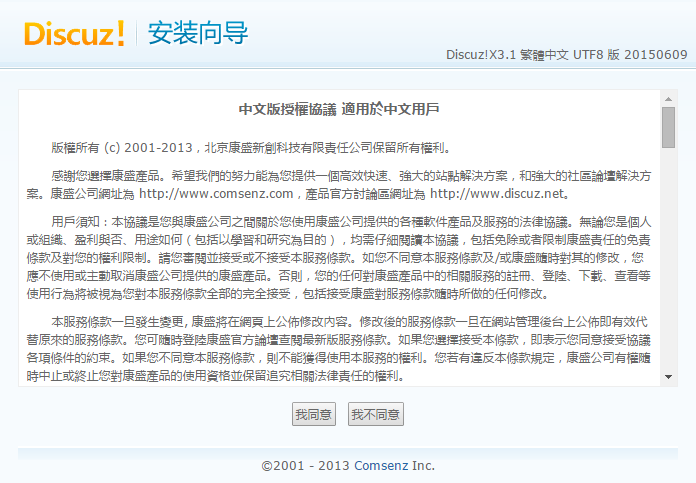 Discuz! 安装向导
Discuz!X3.1 繁體中文 UTF8 版 20150609
中文版授權協議 適用於中文用戶
版權所有 (c) 2001-2013，北京康盛新創科技有限責任公司保留所有權利。
感謝您選擇康盛產品。希望我們的努力能為您提供一個高效快速、強大的站點解決方案，和強大的社區論壇解決方
案。康盛公司網址為 http://www.comsenz.com，產品官方討論區網址為 http://www.discuz.net。
用戶須知：本協議是您與康盛公司之間關於您使用康盛公司提供的各種軟件產品及服務的法律協議。無論您是個人
或組織、盈利與否、用途如何（包括以學習和研究為目的），均需仔細閱讀本協議，包括免除或者限制康盛責任的免責
條款及對您的權利限制。請您審閱並接受或不接受本服務條款。如您不同意本服務條款及/或康盛隨時對其的修改，您
應不使用或主動取消康盛公司提供的康盛產品。否則，您的任何對康盛產品中的相關服務的註冊、登陸、下載、查看等
使用行為將被視為您對本服務條款全部的完全接受，包括接受康盛對服務條款隨時所做的任何修改。
本服務條款一旦發生變更, 康盛將在網頁上公佈修改內容。修改後的服務條款一旦在網站管理後台上公佈即有效代
替原來的服務條款。您可隨時登陸康盛官方論壇查閱最新版服務條款。如果您選擇接受本條款，即表示您同意接受協議
各項條件的約束。如果您不同意本服務條款，則不能獲得使用本服務的權利。您若有違反本條款規定，康盛公司有權隨
時中止或終止您對康盛產品的使用資格並保留追究相關法律責任的權利。
我同意 我不同意
©2001 - 2013 Comsenz Inc.